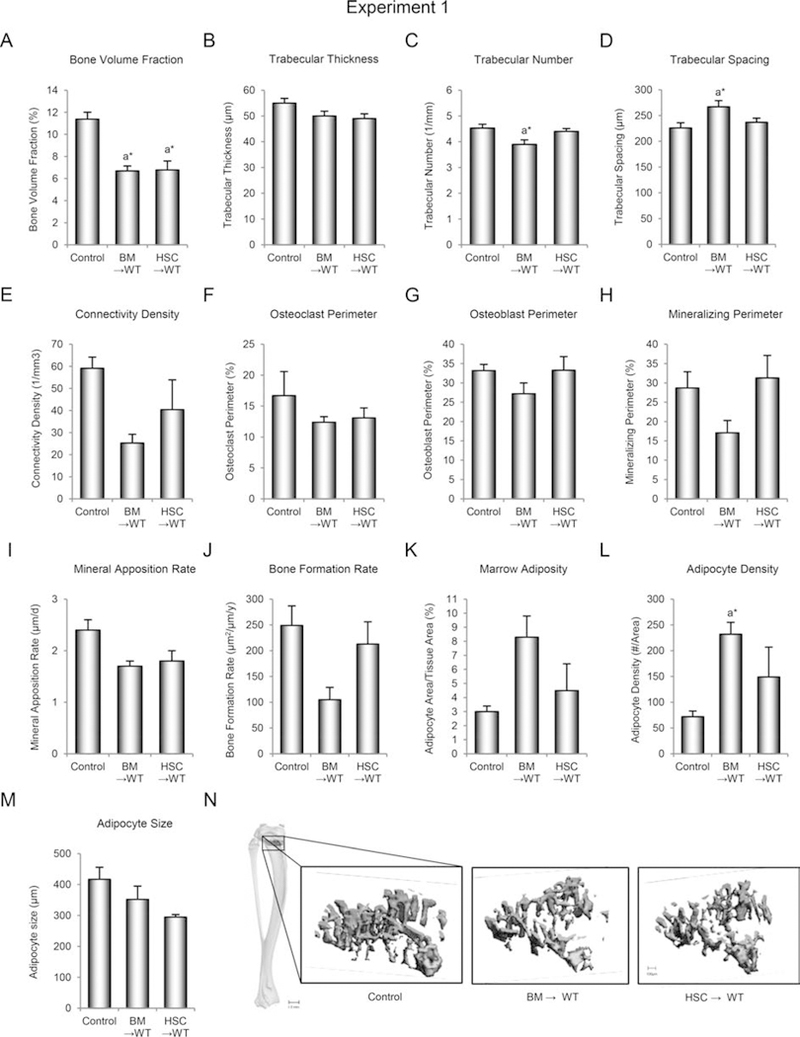 Experiment 1
A
Bone Volume Fraction
Bone Volume Fraction (%)
14
12
10
8
6
4
2
0
a*
a*
Control
BM
→WT
HSC
→WT
B
Trabecular Thickness
Trabecular Thickness (µm)
60
50
40
30
20
10
0
Control
BM
→WT
HSC
→WT
C
Trabecular Number
Trabecular Number (1/mm)
6
5
4
3
2
1
0
a*
Control
BM
→WT
HSC
→WT
D
Trabecular Spacing
Trabecular Spacing (µm)
300
250
200
150
100
50
0
a*
Control
BM
→WT
HSC
→WT
E
Connectivity Density
Connectivity Density (1/mm3)
70
60
50
40
30
20
10
0
Control
BM
→WT
HSC
→WT
F
Osteoclast Perimeter
Osteoclast Perimeter (%)
25
20
15
10
5
0
Control
BM
→WT
HSC
→WT
G
Osteoblast Perimeter
Osteoblast Perimeter (%)
40
35
30
25
20
15
10
5
0
Control
BM
→WT
HSC
→WT
H
Mineralizing Perimeter
Mineralizing Perimeter (%)
40
35
30
25
20
15
10
5
0
Control
BM
→WT
HSC
→WT
I
Mineral Apposition Rate
Mineral Apposition Rate (µm/d)
3
2
1
0
Control
BM
→WT
HSC
→WT
J
Bone Formation Rate
Bone Formation Rate (µm²/µm/y)
300
250
200
150
100
50
0
Control
BM
→WT
HSC
→WT
K
Marrow Adiposity
Adipocyte Area/Tissue Area (%)
11
10
9
8
7
6
5
4
3
2
1
0
Control
BM
→WT
HSC
→WT
L
Adipocyte Density
Adipocyte Density (#/Area)
300
250
200
150
100
50
0
a*
Control
BM
→WT
HSC
→WT
M
Adipocyte Size
Adipocyte size (µm)
500
400
300
200
100
0
Control
BM
→WT
HSC
→WT
N
Control
BM → WT
HSC → WT